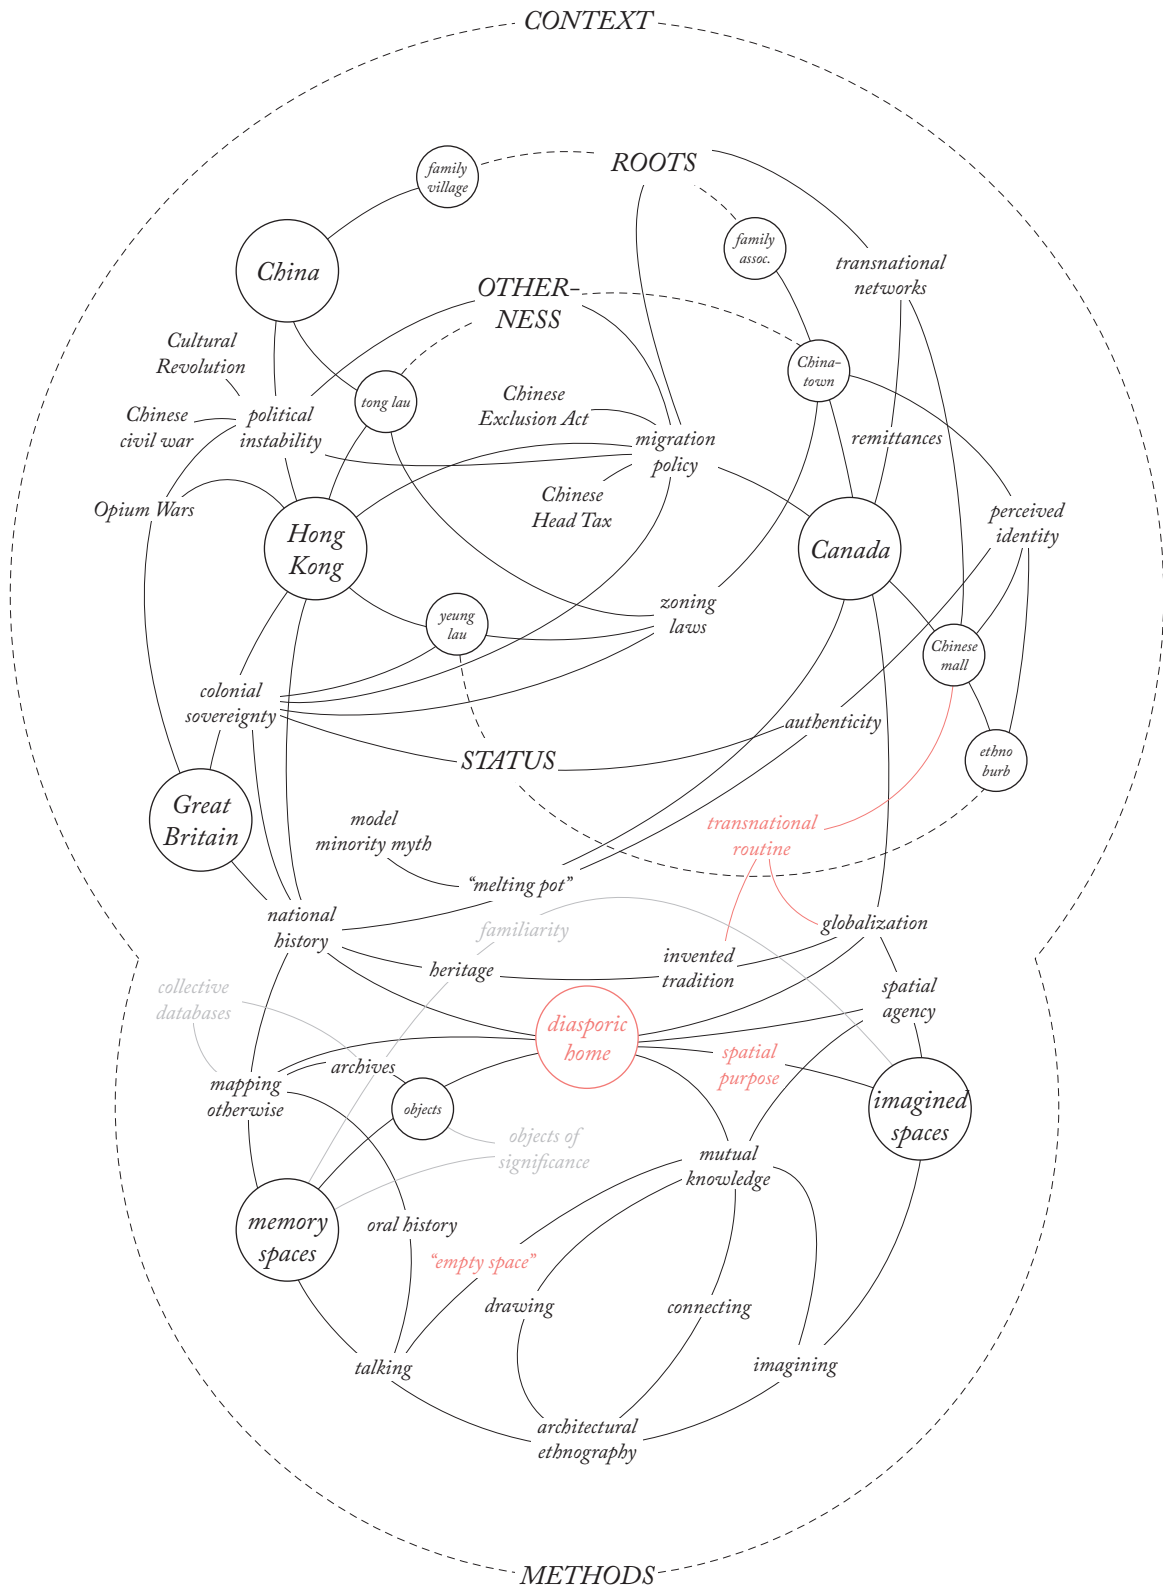 CONTEXT
family
village
ROOTS
family
assoc.
China
transnational
networks
OTHER-
NESS
Cultural
Revolution
China-
town
tong lau
Chinese
Exclusion Act
Chinese
civil war
political
instability
migration
policy
remittances
Chinese
Head Tax
Opium Wars
perceived
identity
Hong
Kong
Canada
zoning
laws
yeung
lau
Chinese
mall
colonial
sovereignty
authenticity
STATUS
ethno
burb
Great
Britain
model
minority myth
transnational
routine
“melting pot”
national
history
familiarity
globalization
heritage
invented
tradition
collective
databases
spatial
agency
diasporic
home
archives
spatial
purpose
mapping
otherwise
objects
imagined
spaces
objects of
significance
mutual
knowledge
memory
spaces
oral history
“empty space”
drawing
connecting
talking
imagining
architectural
ethnography
METHODS